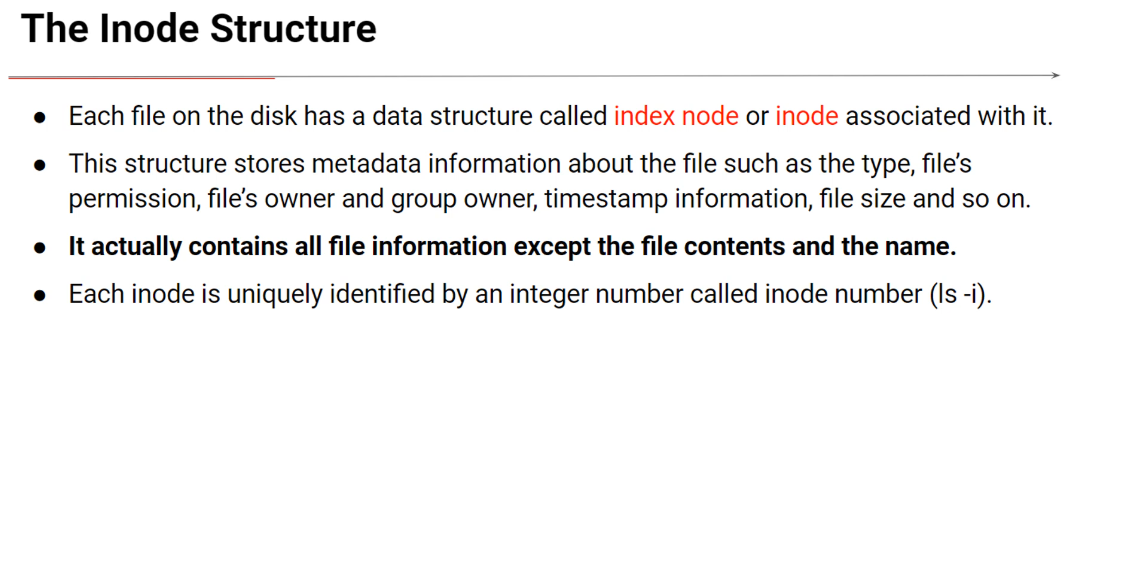 The Inode Structure
● Each file on the disk has a data structure called index node or inode associated with it.
● This structure stores metadata information about the file such as the type, file’s
permission, file’s owner and group owner, timestamp information, file size and so on.
● It actually contains all file information except the file contents and the name.
● Each inode is uniquely identified by an integer number called inode number (ls -i).